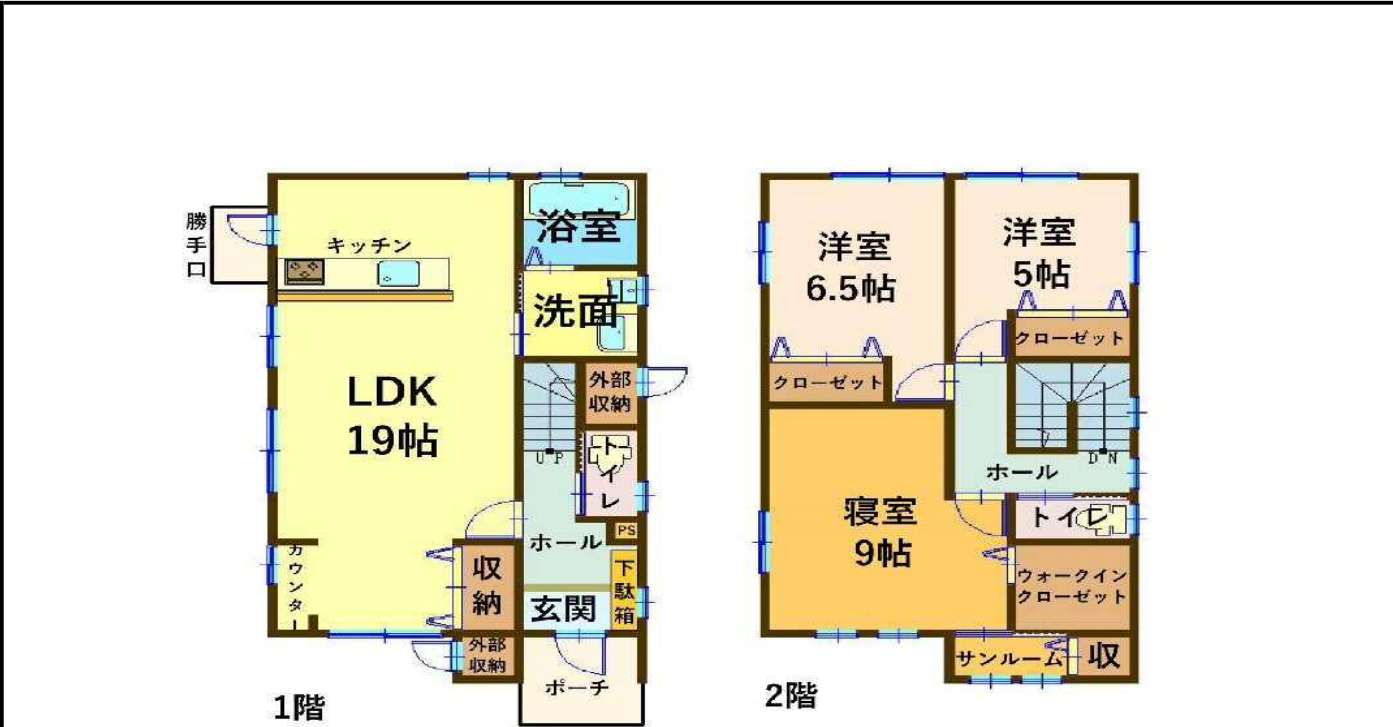 勝手口
キッチン
浴室
洗面
LDK
19帖
外部
収納
UP
トイレ
PS
ホール
カウンター
収納
下駄箱
玄関
外部
収納
ポーチ
1階
洋室
6.5帖
洋室
5帖
クローゼット
クローゼット
ホール
DN
寝室
9帖
トイレ
ウォークイン
クローゼット
サンルーム
収
2階